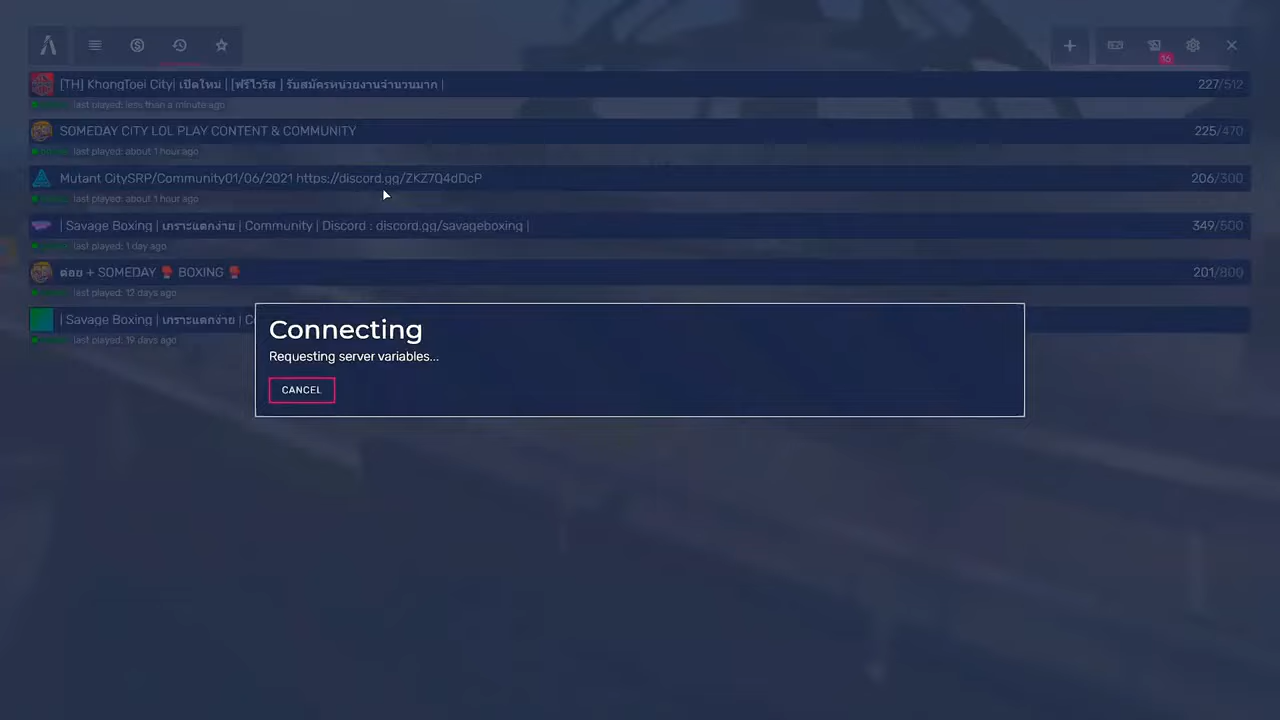 16
[TH] KhongToei City| เปิดใหม่ | [ฟรีไวริส | รับสมัครหน่วยงานจำนวนมาก |
227/512
last played: less than a minute ago
SOMEDAY CITY LOL PLAY CONTENT & COMMUNITY
225/470
last played: about 1 hour ago
Mutant CitySRP/Community01/06/2021 https://discord.gg/ZKZ7Q4dDcP
206/300
last played: about 1 hour ago
| Savage Boxing | เกราะแตกง่าย | Community | Discord : discord.gg/savageboxing |
349/500
last played: 1 day ago
ต่อย + SOMEDAY 🥊 BOXING 🥊
201/800
last played: 12 days ago
| Savage Boxing | เกราะแตกง่าย | C
last played: 19 days ago
Connecting
Requesting server variables...
CANCEL